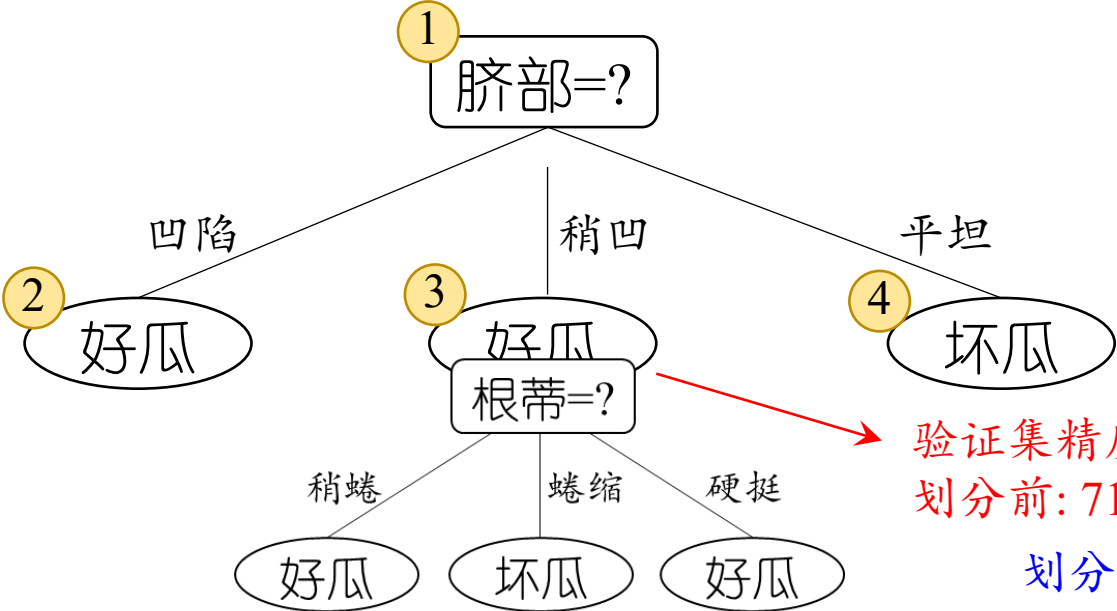 1
脐部=?
凹陷
稍凹
平坦
2
好瓜
3
好瓜
4
坏瓜
根蒂=?
验证集精
划分前: 71
稍蜷
蜷缩
硬挺
划分
好瓜
坏瓜
好瓜